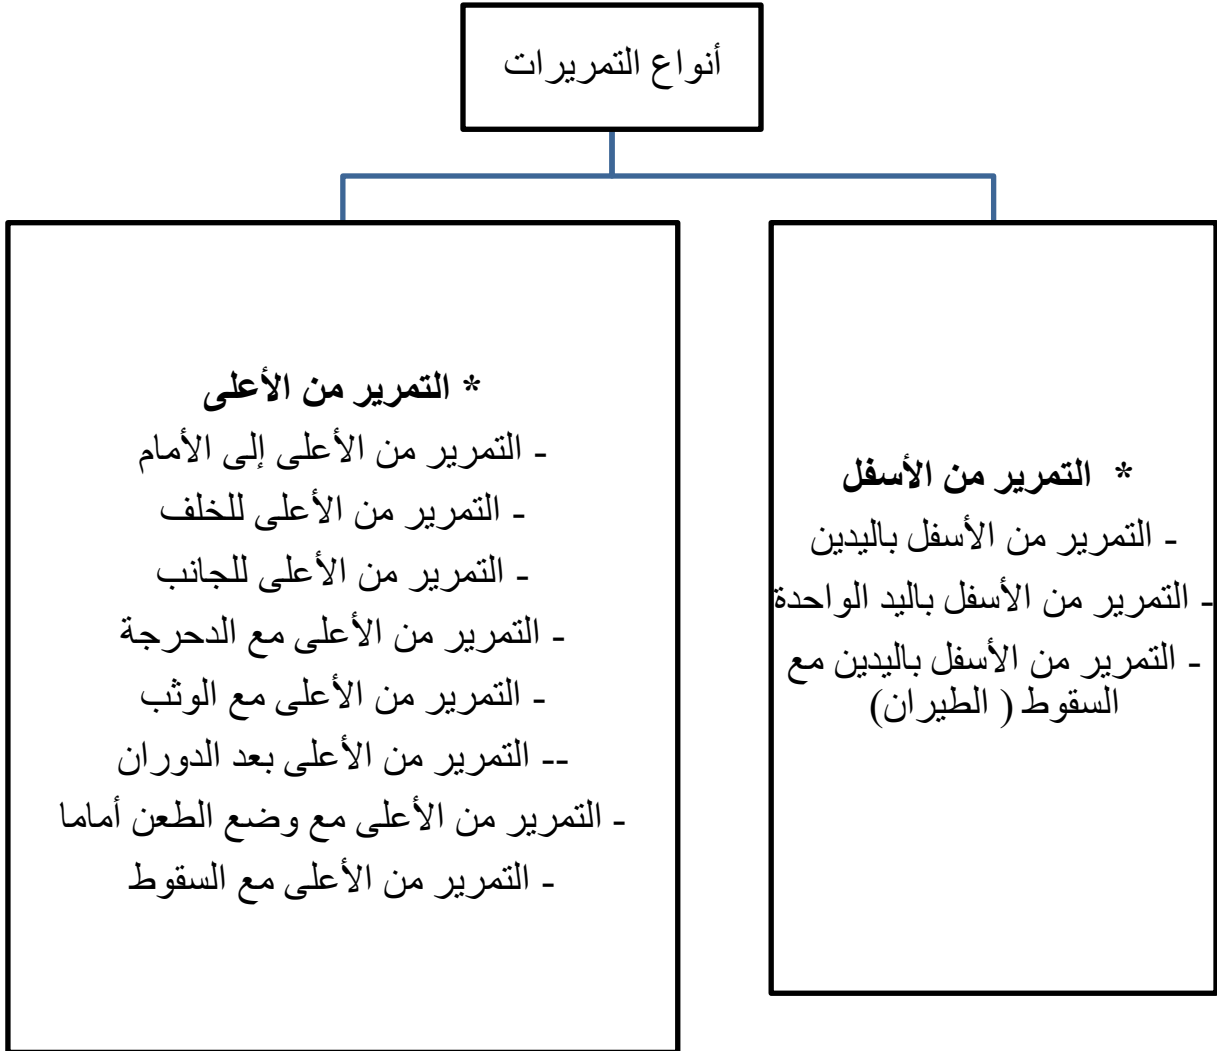 أنواع التمريرات
* التمرير من الأسفل
- التمرير من الأسفل باليدين
- التمرير من الأسفل باليد الواحدة
- التمرير من الأسفل باليدين مع
السقوط ( الطيران)
* التمرير من الأعلى
- التمرير من الأعلى إلى الأمام
- التمرير من الأعلى للخلف
- التمرير من الأعلى للجانب
- التمرير من الأعلى مع الدحرجة
- التمرير من الأعلى مع الوثب
-- التمرير من الأعلى بعد الدوران
- التمرير من الأعلى مع وضع الطعن أماما
- التمرير من الأعلى مع السقوط